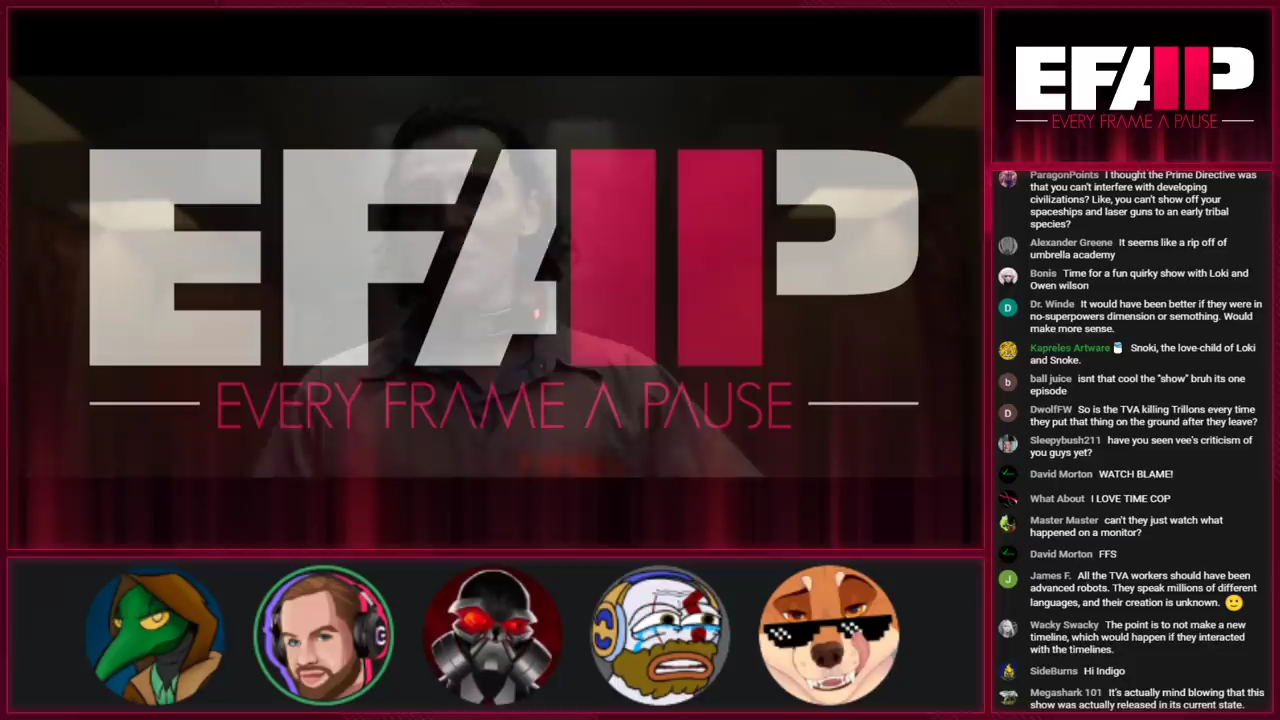 EFAP
EVERY FRAME A PAUSE
EFAP
EVERY FRAME A PAUSE
ParagonPoints I thought the Prime Directive was
that you can't interfere with developing
civilizations? Like, you can't show off your
spaceships and laser guns to an early tribal
species?
Alexander Greene It seems like a rip off of
umbrella academy
Bonis Time for a fun quirky show with Loki and
Owen wilson
D Dr. Winde It would have been better if they were in
no-superpowers dimension or semothing. Would
make more sense.
Kapreles Artware Snoki, the love-child of Loki
and Snoke.
b ball juice isnt that cool the "show" bruh its one
episode
D DwolfFW So is the TVA killing Trillons every time
they put that thing on the ground after they leave?
Sleepybush211 have you seen vee's criticism of
you guys yet?
David Morton WATCH BLAME!
What About I LOVE TIME COP
Master Master can't they just watch what
happened on a monitor?
David Morton FFS
J James F. All the TVA workers should have been
advanced robots. They speak millions of different
languages, and their creation is unknown. 🙂
Wacky Swacky The point is to not make a new
timeline, which would happen if they interacted
with the timelines.
SideBurns Hi Indigo
Megashark 101 It's actually mind blowing that this
show was actually released in its current state.